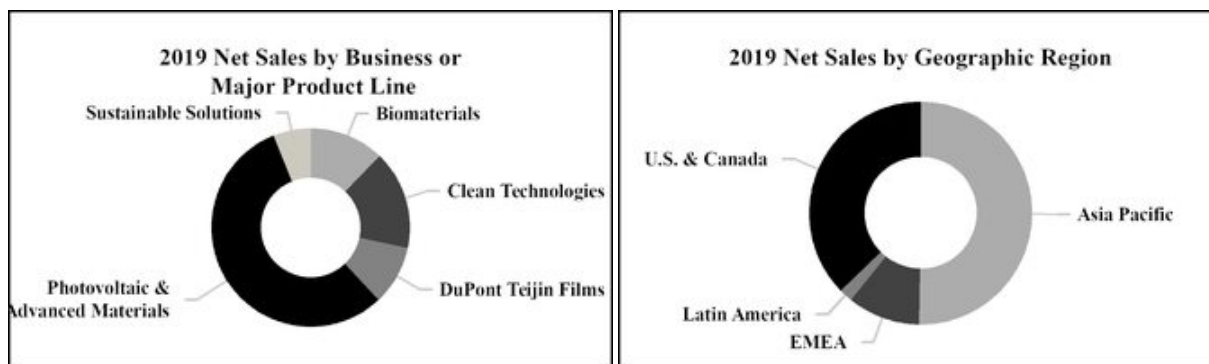 2019 Net Sales by Business or
Major Product Line
Sustainable Solutions
Biomaterials
Clean Technologies
DuPont Teijin Films
Photovoltaic &
Advanced Materials
2019 Net Sales by Geographic Region
U.S. & Canada
Asia Pacific
Latin America
EMEA